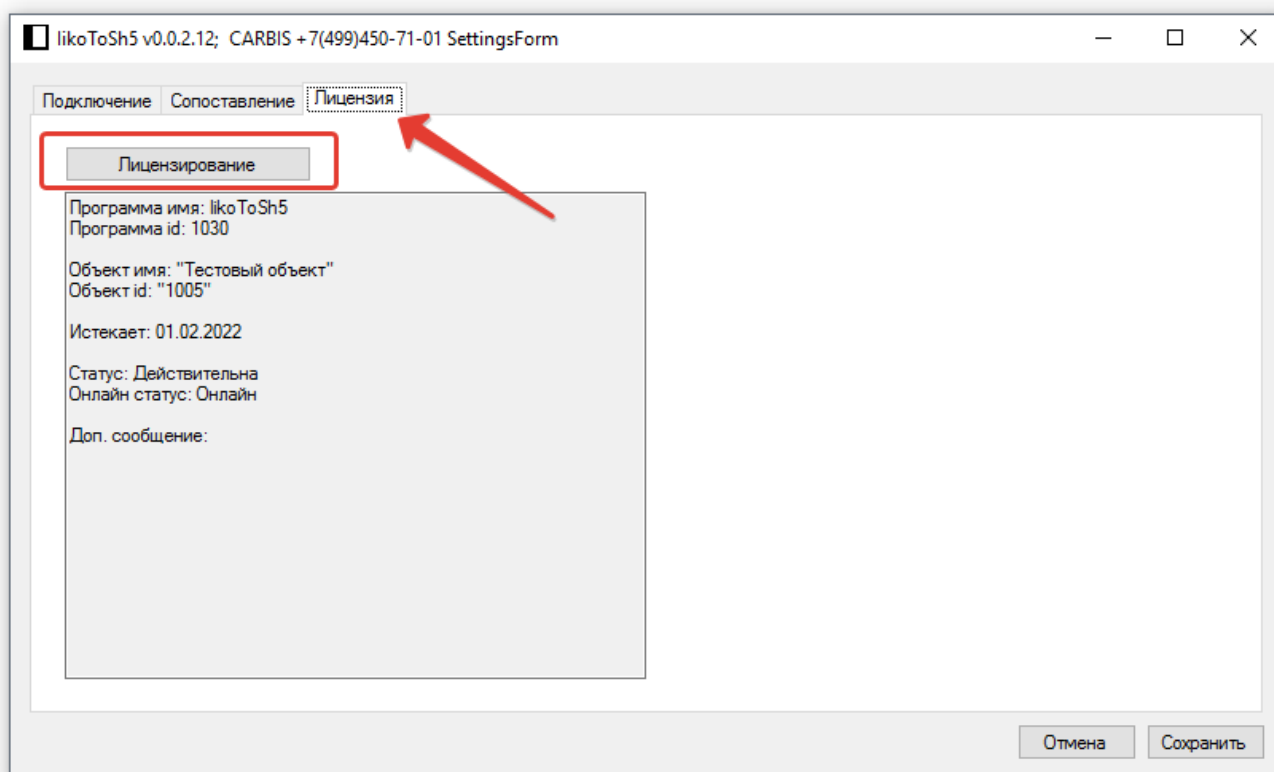 IikoToSh5 v0.0.2.12; CARBIS +7(499)450-71-01 SettingsForm
Подключение Сопоставление Лицензия
Лицензирование
Программа имя: IikoToSh5
Программа id: 1030
Объект имя: "Тестовый объект"
Объект id: "1005"
Истекает: 01.02.2022
Статус: Действительна
Онлайн статус: Онлайн
Доп. сообщение:
Отмена Сохранить